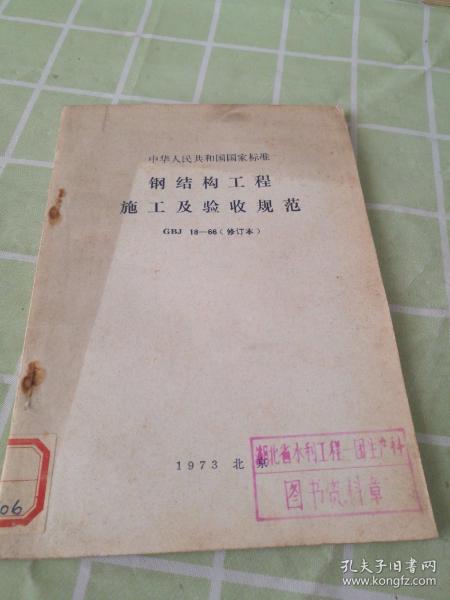 中华人民共和国国家标准
钢结构工程
施工及验收规范
GBJ 18—66（修订本）
1973 北京
湖北省水利工程一团生产科
图书资料章
06
孔夫子旧书网
www.kongfz.com